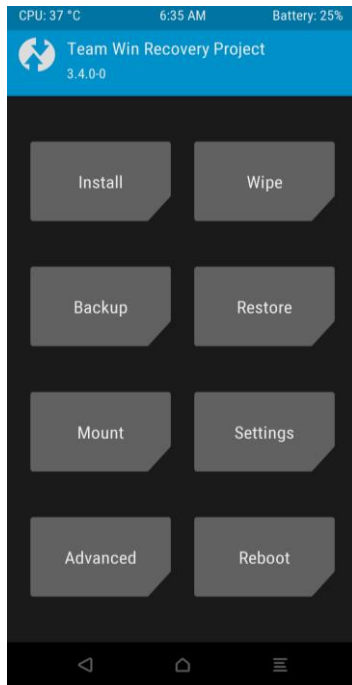 CPU: 37 °C 6:35 AM Battery: 25%
Team Win Recovery Project
3.4.0-0
Install Wipe
Backup Restore
Mount Settings
Advanced Reboot